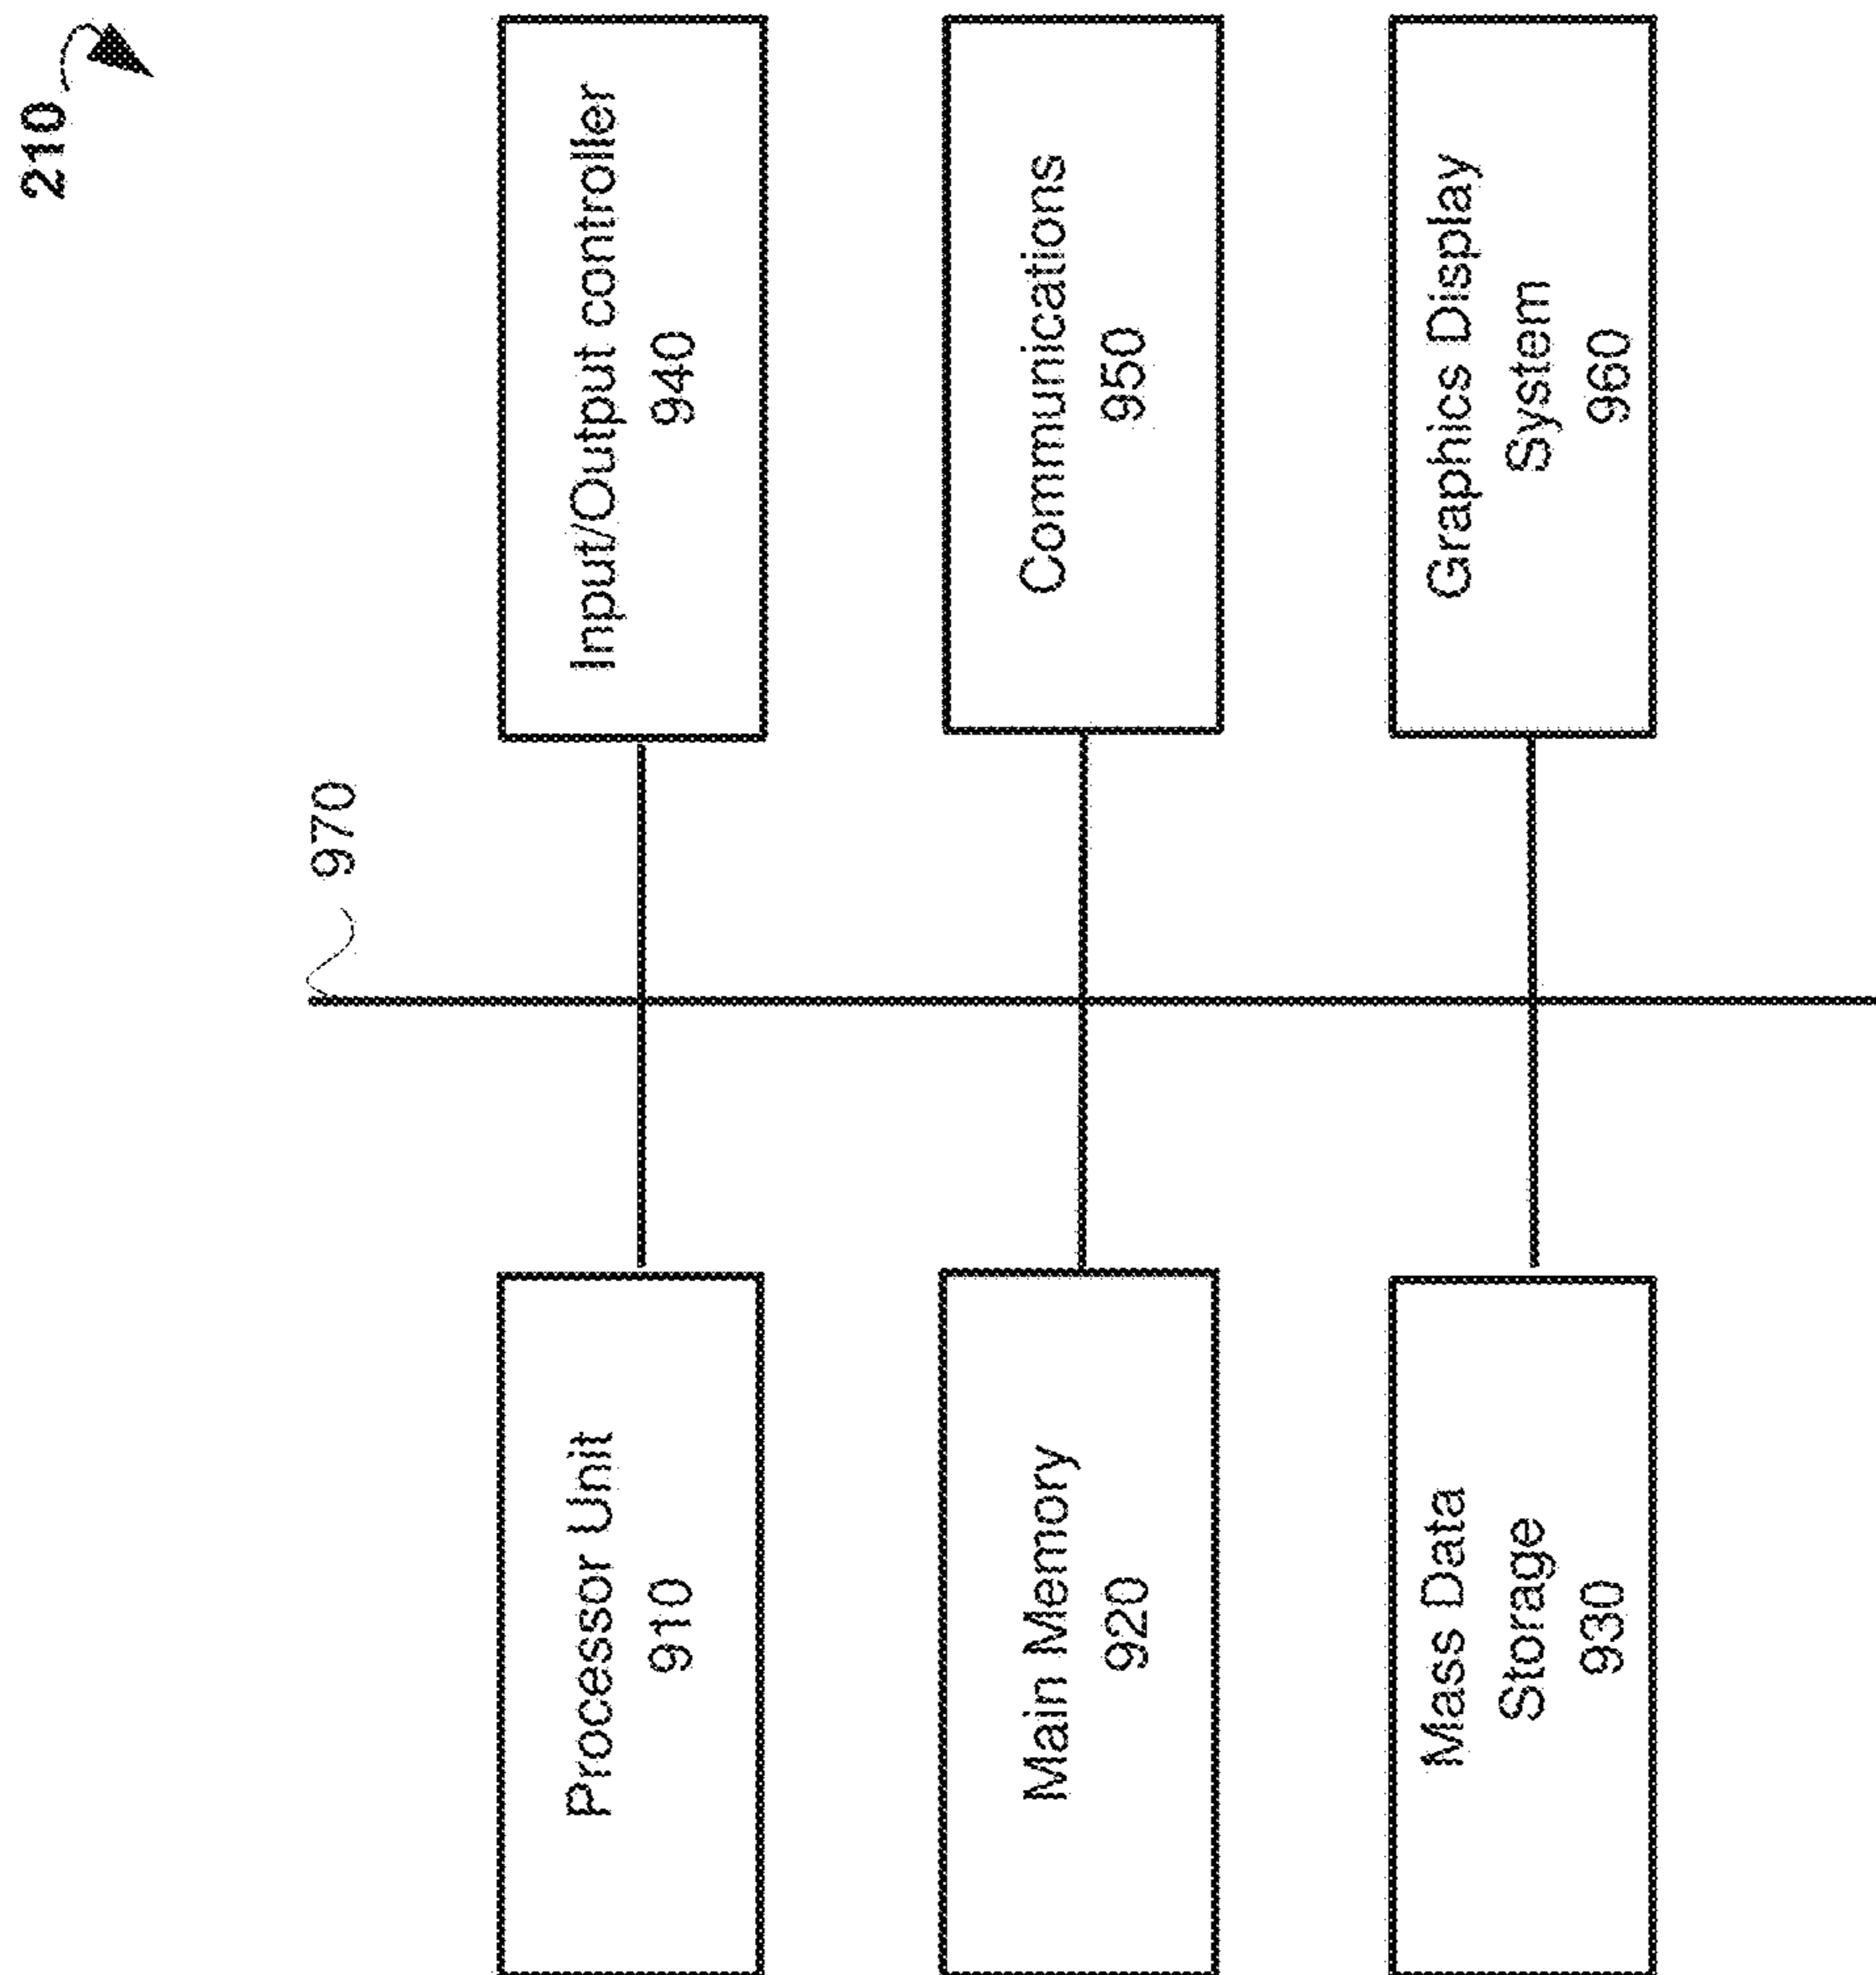 210
970
Processor Unit
910
Input/Output controller
940
Main Memory
920
Communications
950
Mass Data
Storage
930
Graphics Display
System
960